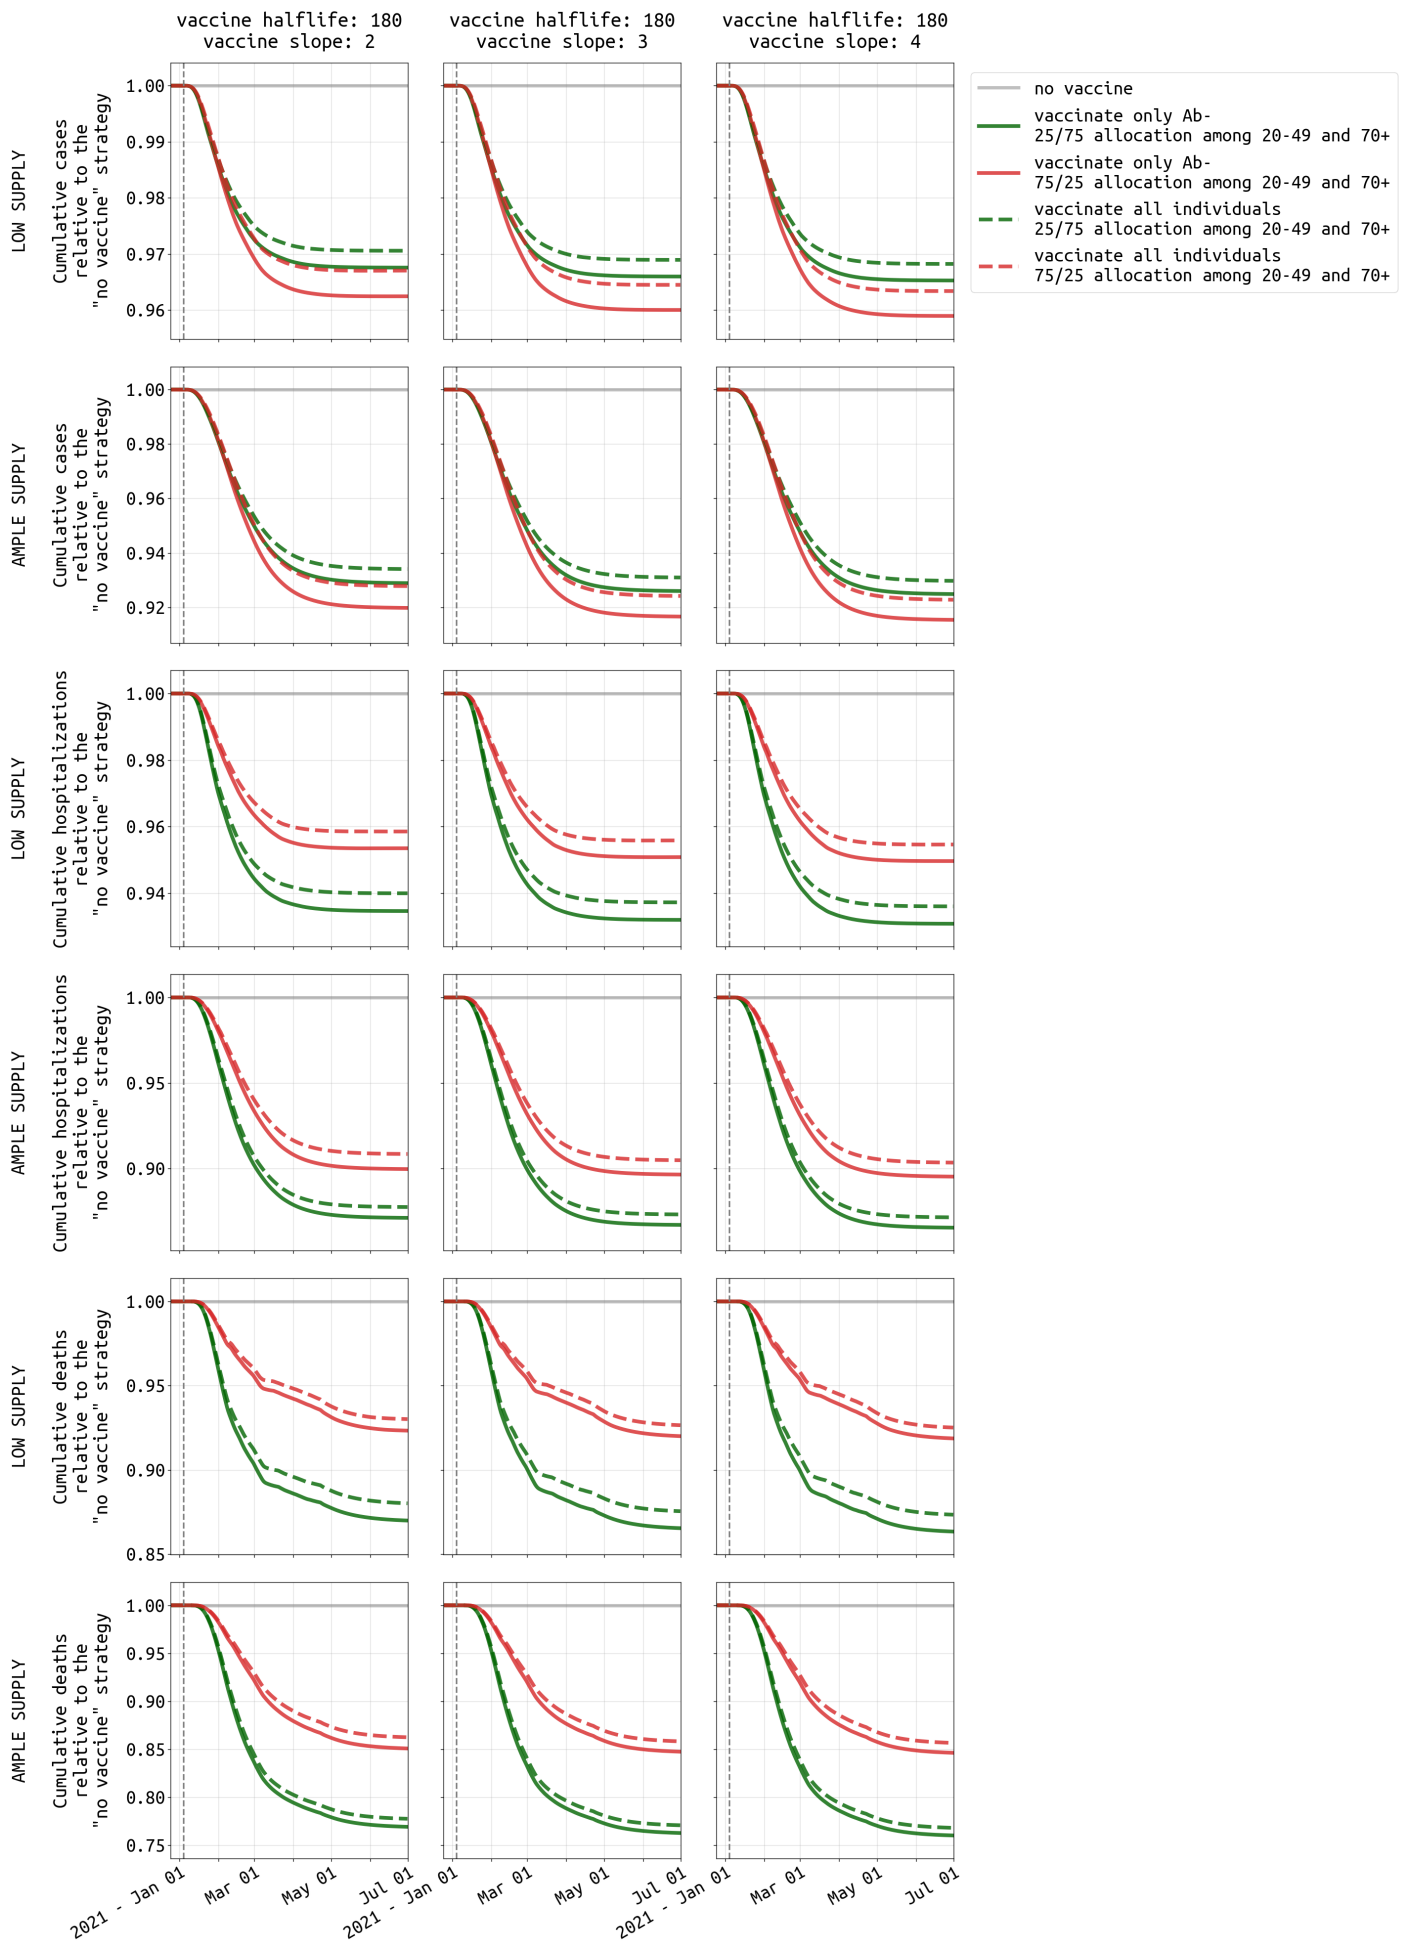 vaccine halflife: 180
vaccine slope: 2
vaccine halflife: 180
vaccine slope: 3
vaccine halflife: 180
vaccine slope: 4
no vaccine
vaccinate only Ab-
25/75 allocation among 20-49 and 70+
vaccinate only Ab-
75/25 allocation among 20-49 and 70+
vaccinate all individuals
25/75 allocation among 20-49 and 70+
vaccinate all individuals
75/25 allocation among 20-49 and 70+
LOW SUPPLY
Cumulative cases
relative to the
"no vaccine" strategy
1.00
0.99
0.98
0.97
0.96
AMPLE SUPPLY
Cumulative cases
relative to the
"no vaccine" strategy
1.00
0.98
0.96
0.94
0.92
LOW SUPPLY
Cumulative hospitalizations
relative to the
"no vaccine" strategy
1.00
0.98
0.96
0.94
AMPLE SUPPLY
Cumulative hospitalizations
relative to the
"no vaccine" strategy
1.00
0.95
0.90
LOW SUPPLY
Cumulative deaths
relative to the
"no vaccine" strategy
1.00
0.95
0.90
0.85
AMPLE SUPPLY
Cumulative deaths
relative to the
"no vaccine" strategy
1.00
0.95
0.90
0.85
0.80
0.75
2021 - Jan 01
Mar 01
May 01
Jul 01
2021 - Jan 01
Mar 01
May 01
Jul 01
2021 - Jan 01
Mar 01
May 01
Jul 01